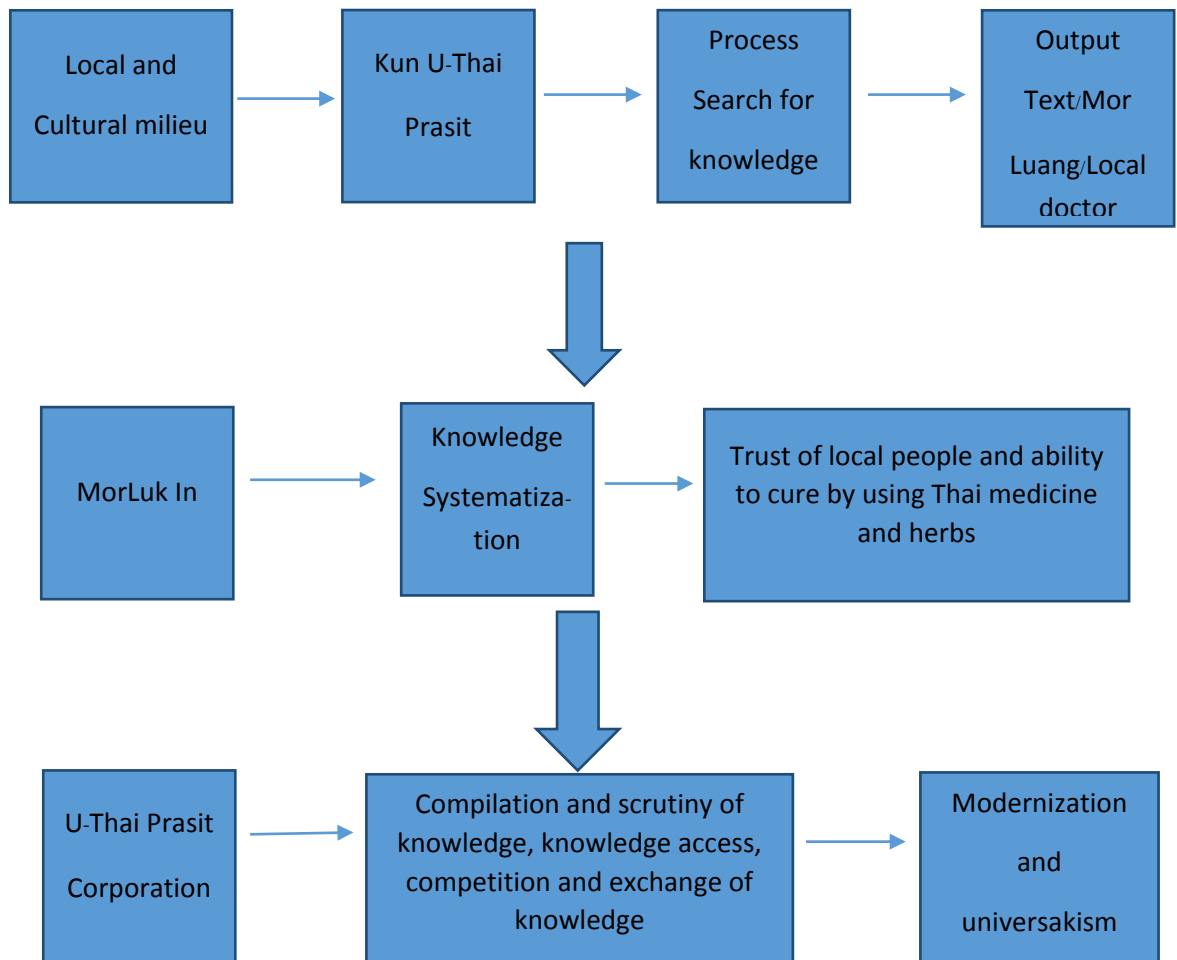 Local and
Cultural milieu
Kun U-Thai
Prasit
Process
Search for
knowledge
Output
Text/Mor
Luang/Local
doctor
MorLuk In
Knowledge
Systematiza-
tion
Trust of local people and ability
to cure by using Thai medicine
and herbs
U-Thai Prasit
Corporation
Compilation and scrutiny of
knowledge, knowledge access,
competition and exchange of
knowledge
Modernization
and
universakism